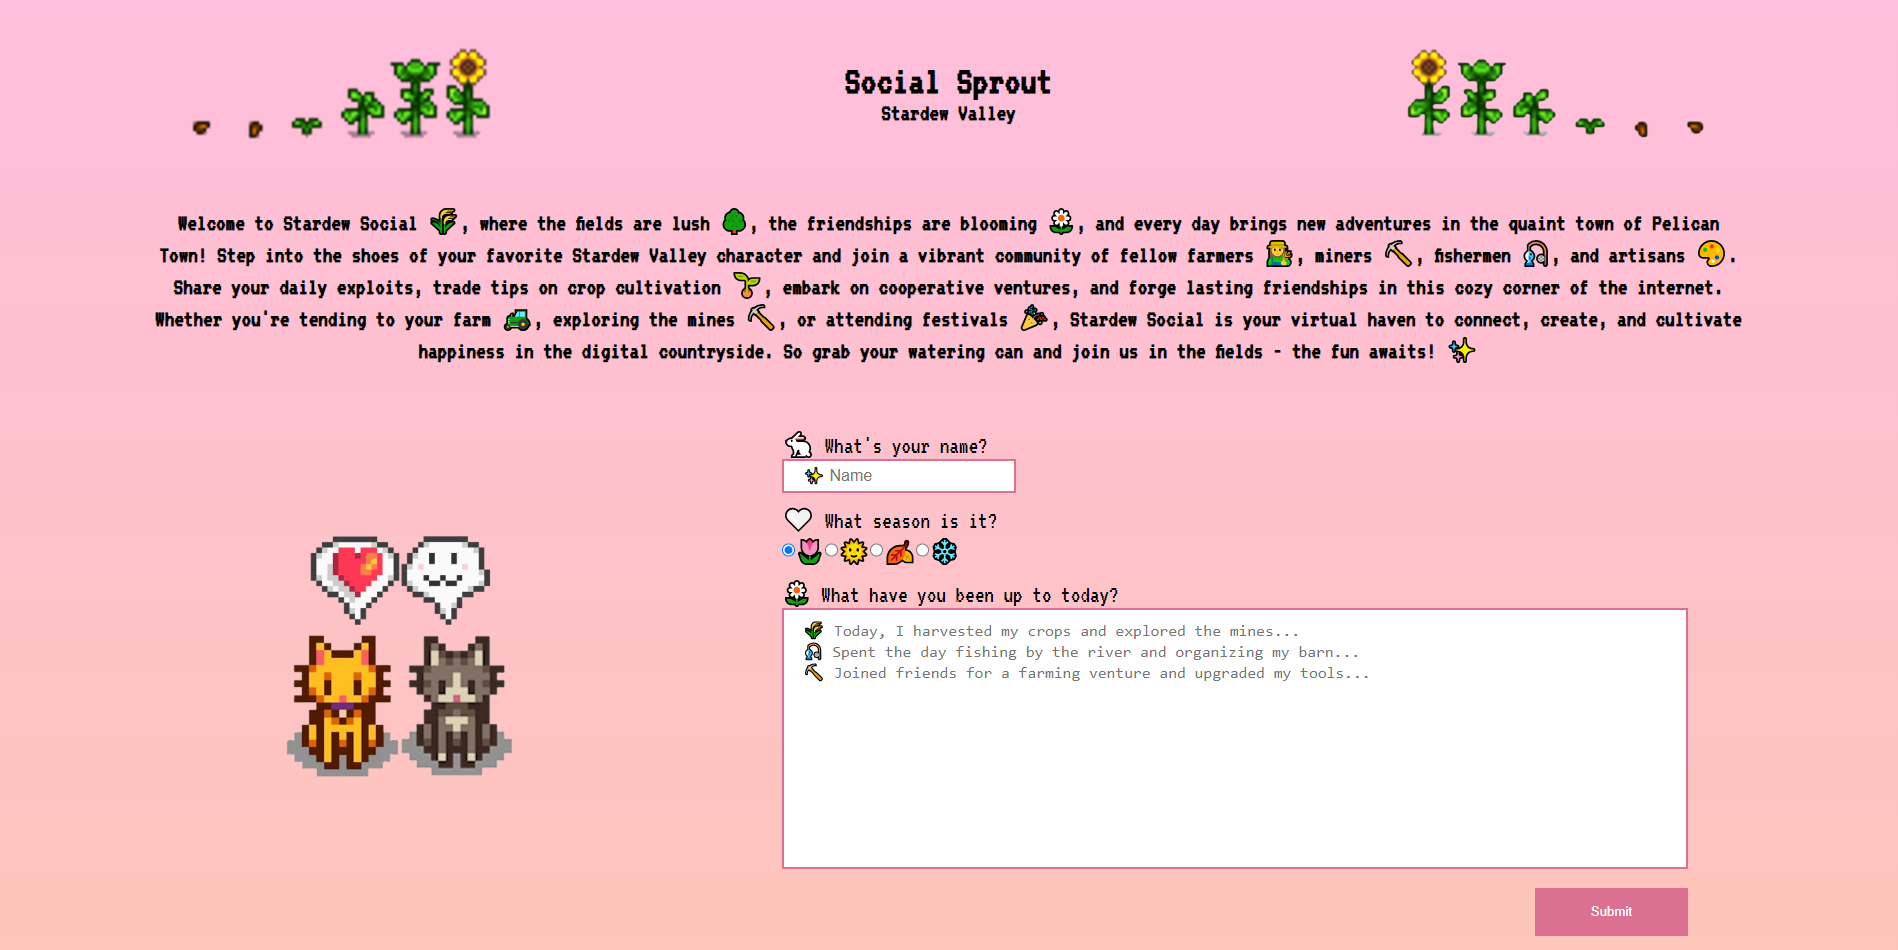 Social Sprout
Stardew Valley
Welcome to Stardew Social 🌾, where the fields are lush 🌳, the friendships are blooming 🌼, and every day brings new adventures in the quaint town of Pelican
Town! Step into the shoes of your favorite Stardew Valley character and join a vibrant community of fellow farmers 👩‍🌾, miners ⛏️, fishermen 🎣, and artisans 🎨.
Share your daily exploits, trade tips on crop cultivation 🌱, embark on cooperative ventures, and forge lasting friendships in this cozy corner of the internet.
Whether you're tending to your farm 🚜, exploring the mines ⛏️, or attending festivals 🎉, Stardew Social is your virtual haven to connect, create, and cultivate
happiness in the digital countryside. So grab your watering can and join us in the fields - the fun awaits! ✨
🐇 What's your name?
✨ Name
🤍 What season is it?
🌷🌞🍂❄️
🌼 What have you been up to today?
🌾 Today, I harvested my crops and explored the mines...
🎣 Spent the day fishing by the river and organizing my barn...
⛏️ Joined friends for a farming venture and upgraded my tools...
Submit